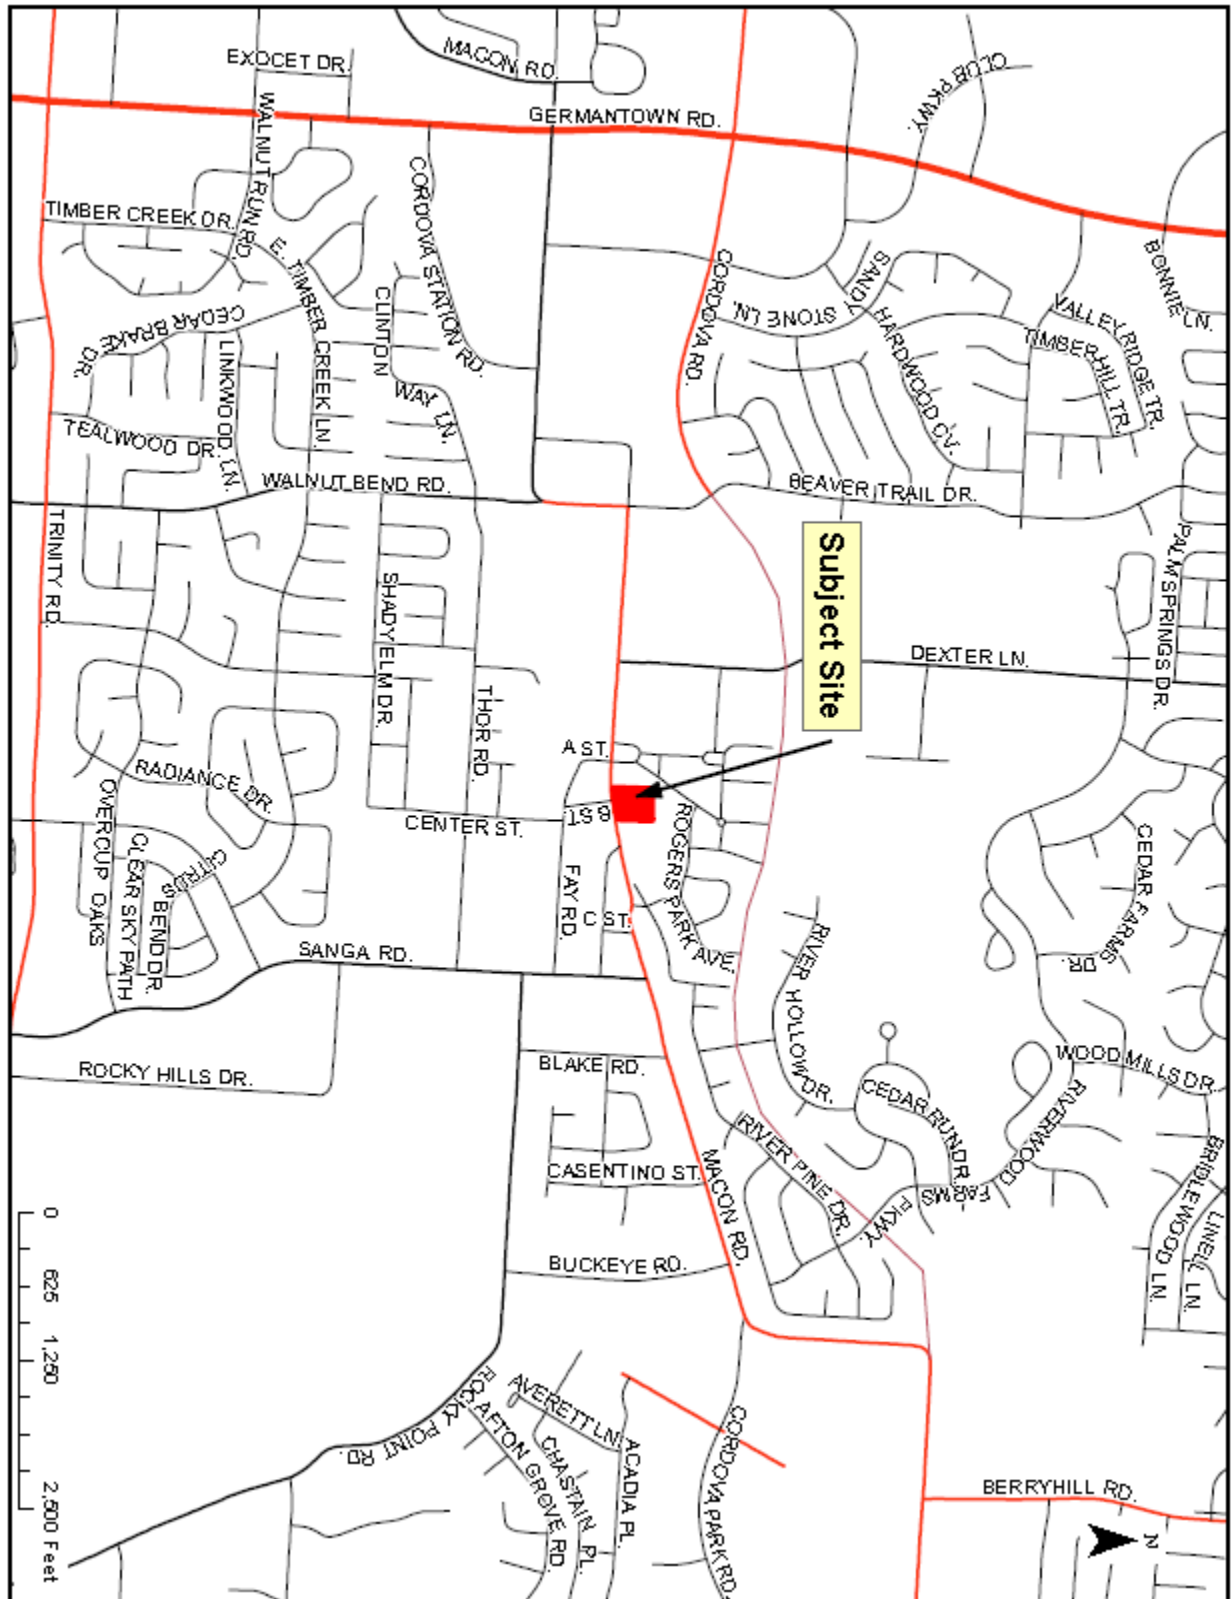 MACON RD.
EXOCET DR.
CLUB PKWY.
GERMANTOWN RD.
WALNUT RUN RD.
CORDOVA STATION RD.
TIMBER CREEK DR.
E. TIMBER CREEK LN.
SANDY
STONE LN.
CORDOVA RD.
BONNIE LN.
CLINTON
WAY LN.
CEDAR BRAKE DR.
LINKWOOD LN.
HARDWOOD CV.
VALLEY RIDGE TR.
TIMBERHILL TR.
TEALWOOD DR.
WALNUT BEND RD.
BEAVER TRAIL DR.
TRINITY RD.
Subject Site
PALM SPRINGS DR.
SHADY ELM DR.
DEXTER LN.
THOR RD.
A ST.
B ST.
RADIANCE DR.
CENTER ST.
ROGERS PARK AVE.
OVERCUP OAKS
CLEAR SKY PATH
CITRUS
BEND DR.
FAY RD.
C ST.
CEDAR FARMS DR.
SANGA RD.
RIVER HOLLOW DR.
ROCKY HILLS DR.
BLAKE RD.
WOOD MILLS DR.
CEDAR RUN DR.
RIVERWOOD
FARMS
PKWY.
RIVER PINE DR.
CASENTINO ST.
MACON RD.
BRIDLEWOOD LN.
LINELL LN.
BUCKEYE RD.
0 625 1,250 2,500 Feet
ROCKY POINT RD.
AVERETT LN.
AFTON GROVE RD.
CHASTAIN PL.
ACADIA PL.
CORDOVA PARK RD.
BERRYHILL RD.
N